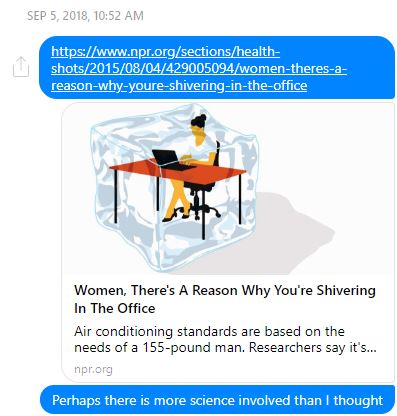 SEP 5, 2018, 10:52 AM
https://www.npr.org/sections/health-
shots/2015/08/04/429005094/women-theres-a-
reason-why-youre-shivering-in-the-office
Women, There's A Reason Why You're Shivering
In The Office
Air conditioning standards are based on the
needs of a 155-pound man. Researchers say it's...
npr.org
Perhaps there is more science involved than I thought